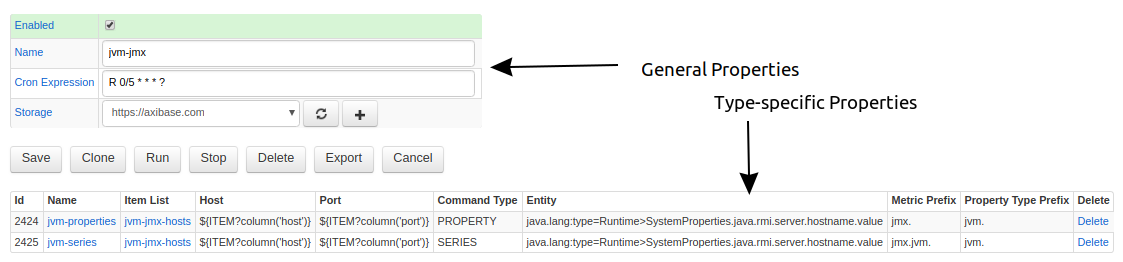 Enabled
Name jvm-jmx
General Properties
Cron Expression R 0/5 * * * ?
Type-specific Properties
Storage https://axibase.com
Save Clone Run Stop Delete Export Cancel
Id Name Item List Host Port Command Type Entity Metric Prefix Property Type Prefix Delete
2424 jvm-properties jvm-jmx-hosts ${ITEM?column('host')} ${ITEM?column('port')} PROPERTY java.lang:type=Runtime>SystemProperties.java.rmi.server.hostname.value jmx. jvm. Delete
2425 jvm-series jvm-jmx-hosts ${ITEM?column('host')} ${ITEM?column('port')} SERIES java.lang:type=Runtime>SystemProperties.java.rmi.server.hostname.value jmx.jvm. jvm. Delete